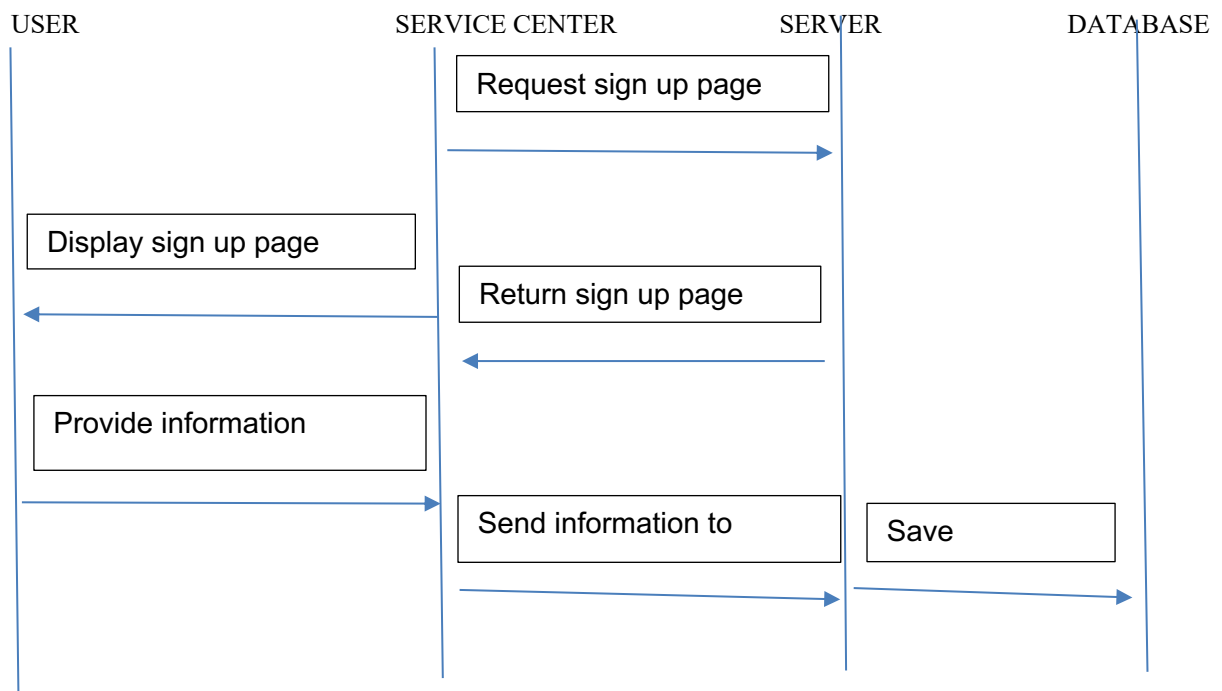 USER
SERVICE CENTER
SERVER
DATABASE
Request sign up page
Display sign up page
Return sign up page
Provide information
Send information to
Save